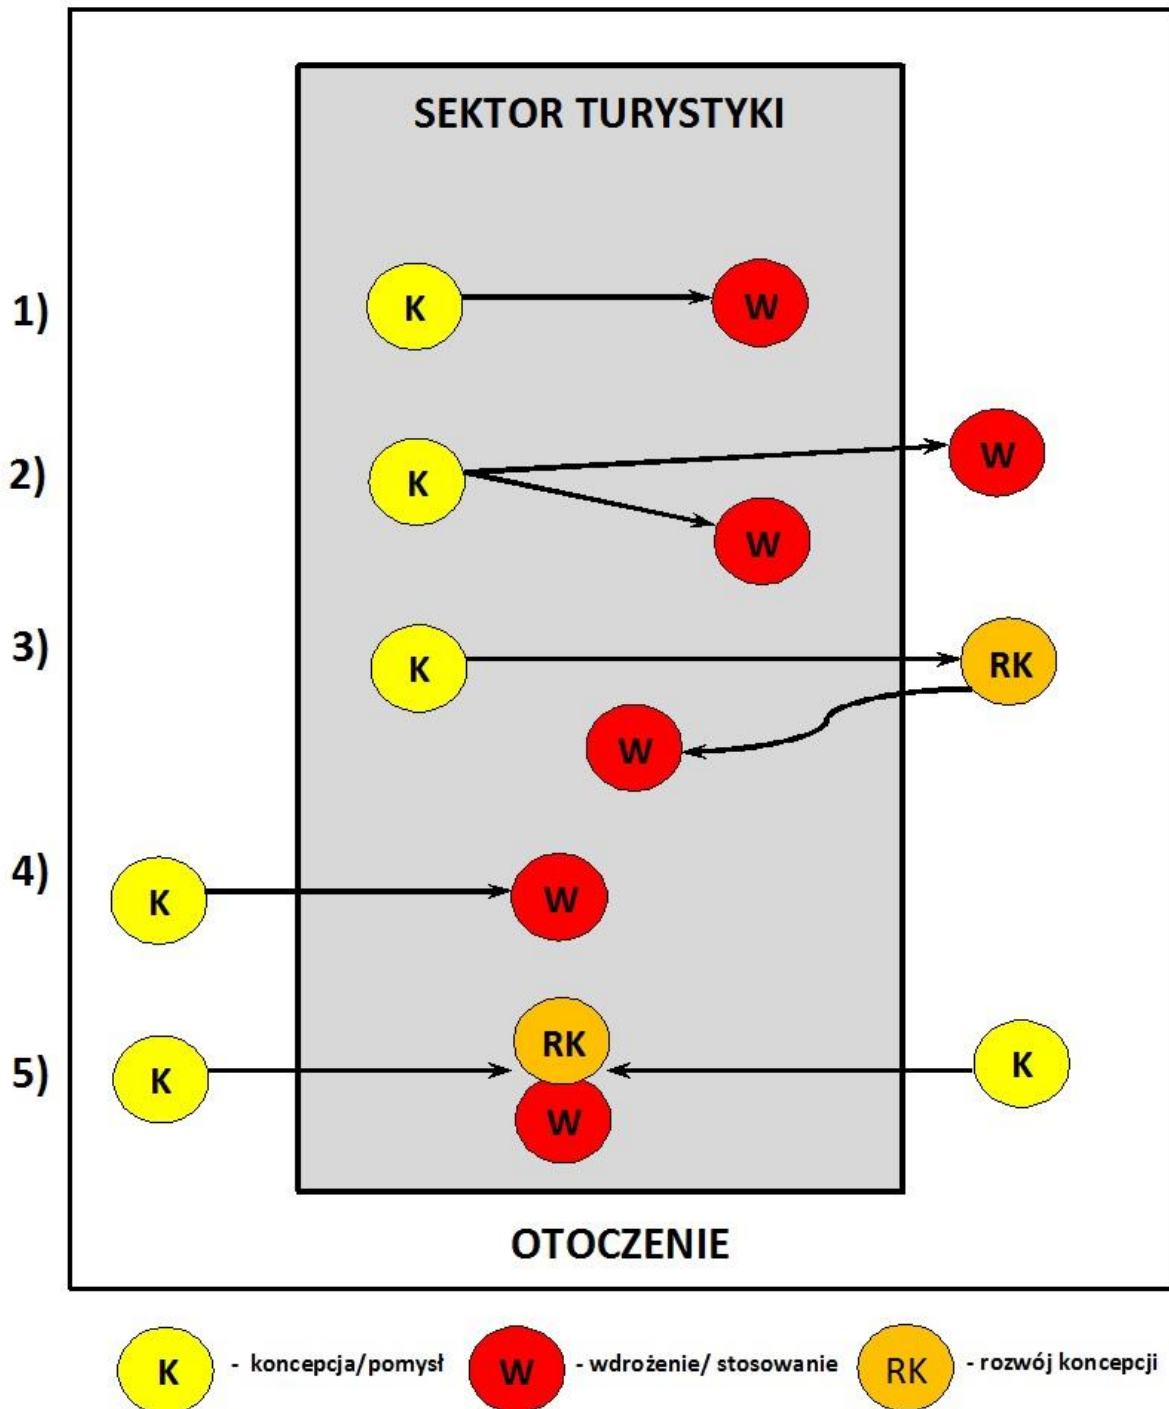 SEKTOR TURYSTYKI
1) K W
2) K W
W
3) K RK
W
4) K W
5) K RK K
W
OTOCZENIE
K - koncepcja/pomysł W - wdrożenie/ stosowanie RK - rozwój koncepcji